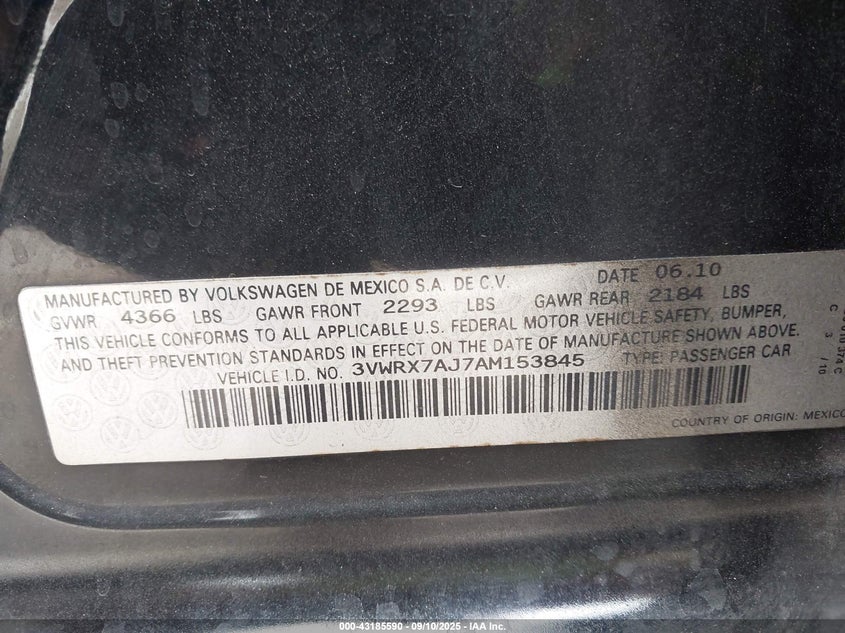 MANUFACTURED BY VOLKSWAGEN DE MEXICO S.A. DE C.V. DATE 06.10
GVWR 4366 LBS GAWR FRONT 2293 LBS GAWR REAR 2184 LBS
THIS VEHICLE CONFORMS TO ALL APPLICABLE U.S. FEDERAL MOTOR VEHICLE SAFETY, BUMPER,
AND THEFT PREVENTION STANDARDS IN EFFECT ON THE DATE OF MANUFACTURE SHOWN ABOVE.
VEHICLE I.D. NO. 3VWRX7AJ7AM153845 TYPE: PASSENGER CAR
COUNTRY OF ORIGIN: MEXICO
C 3 /10
000-43185590 - 09/10/2025 - IAA Inc.